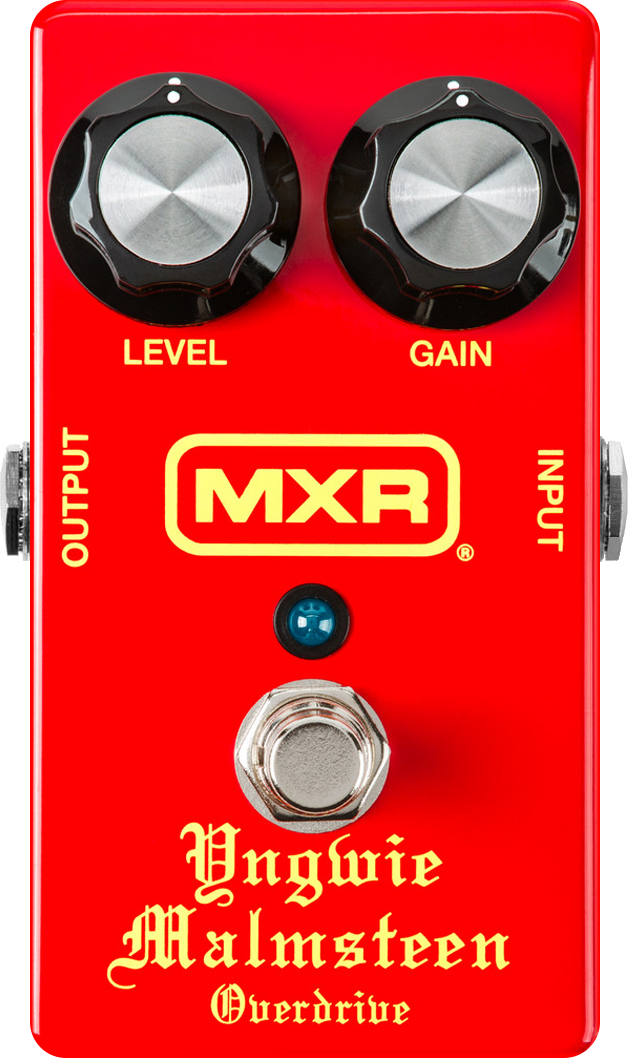 LEVEL
GAIN
OUTPUT
INPUT
MXR
®
Yngwie
Malmsteen
Overdrive